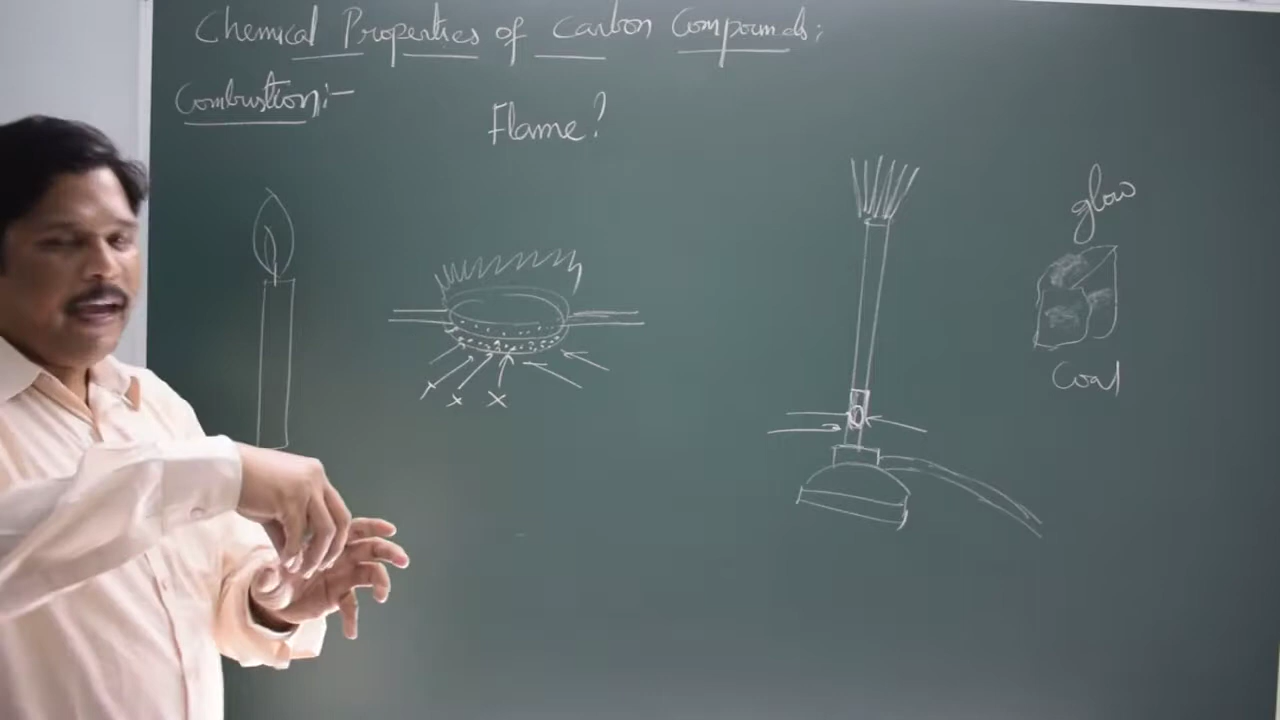 Chemical Properties of Carbon Compounds:
Combustion:-
Flame?
glow
Coal
x x x